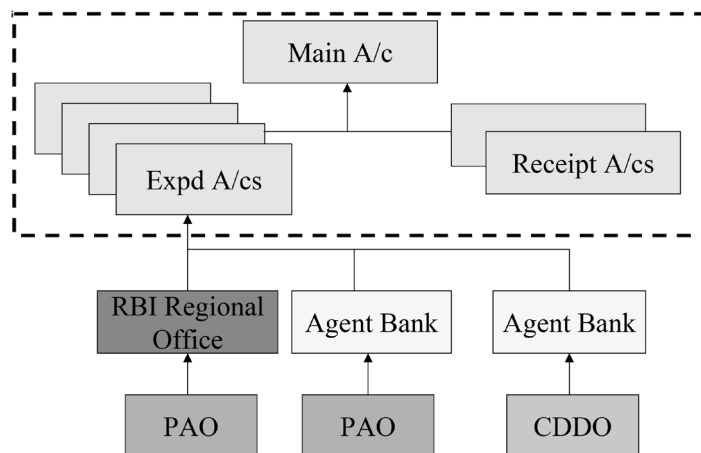 Main A/c
Expd A/cs
Receipt A/cs
RBI Regional
Office
Agent Bank
Agent Bank
PAO
PAO
CDDO